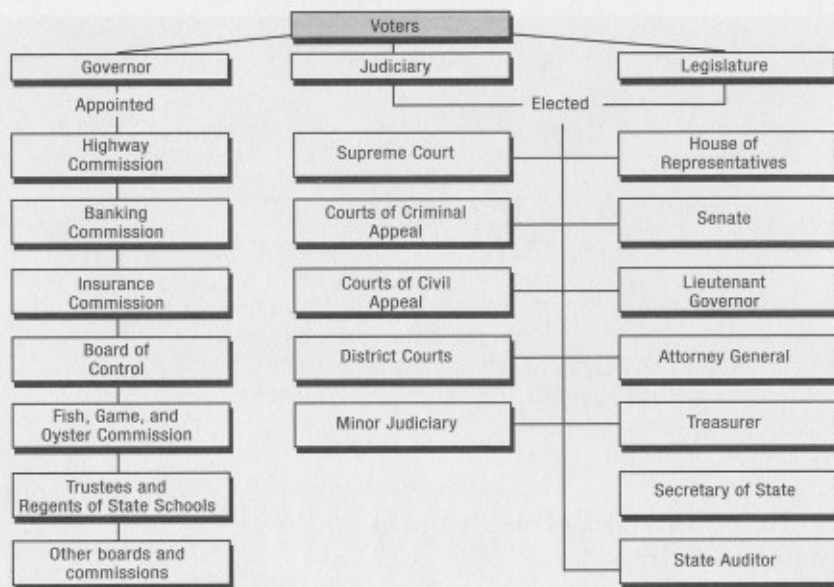 Voters
Governor
Judiciary
Legislature
Appointed
Elected
Highway
Commission
Banking
Commission
Insurance
Commission
Board of
Control
Fish, Game, and
Oyster Commission
Trustees and
Regents of State Schools
Other boards and
commissions
Supreme Court
Courts of Criminal
Appeal
Courts of Civil
Appeal
District Courts
Minor Judiciary
House of
Representatives
Senate
Lieutenant
Governor
Attorney General
Treasurer
Secretary of State
State Auditor